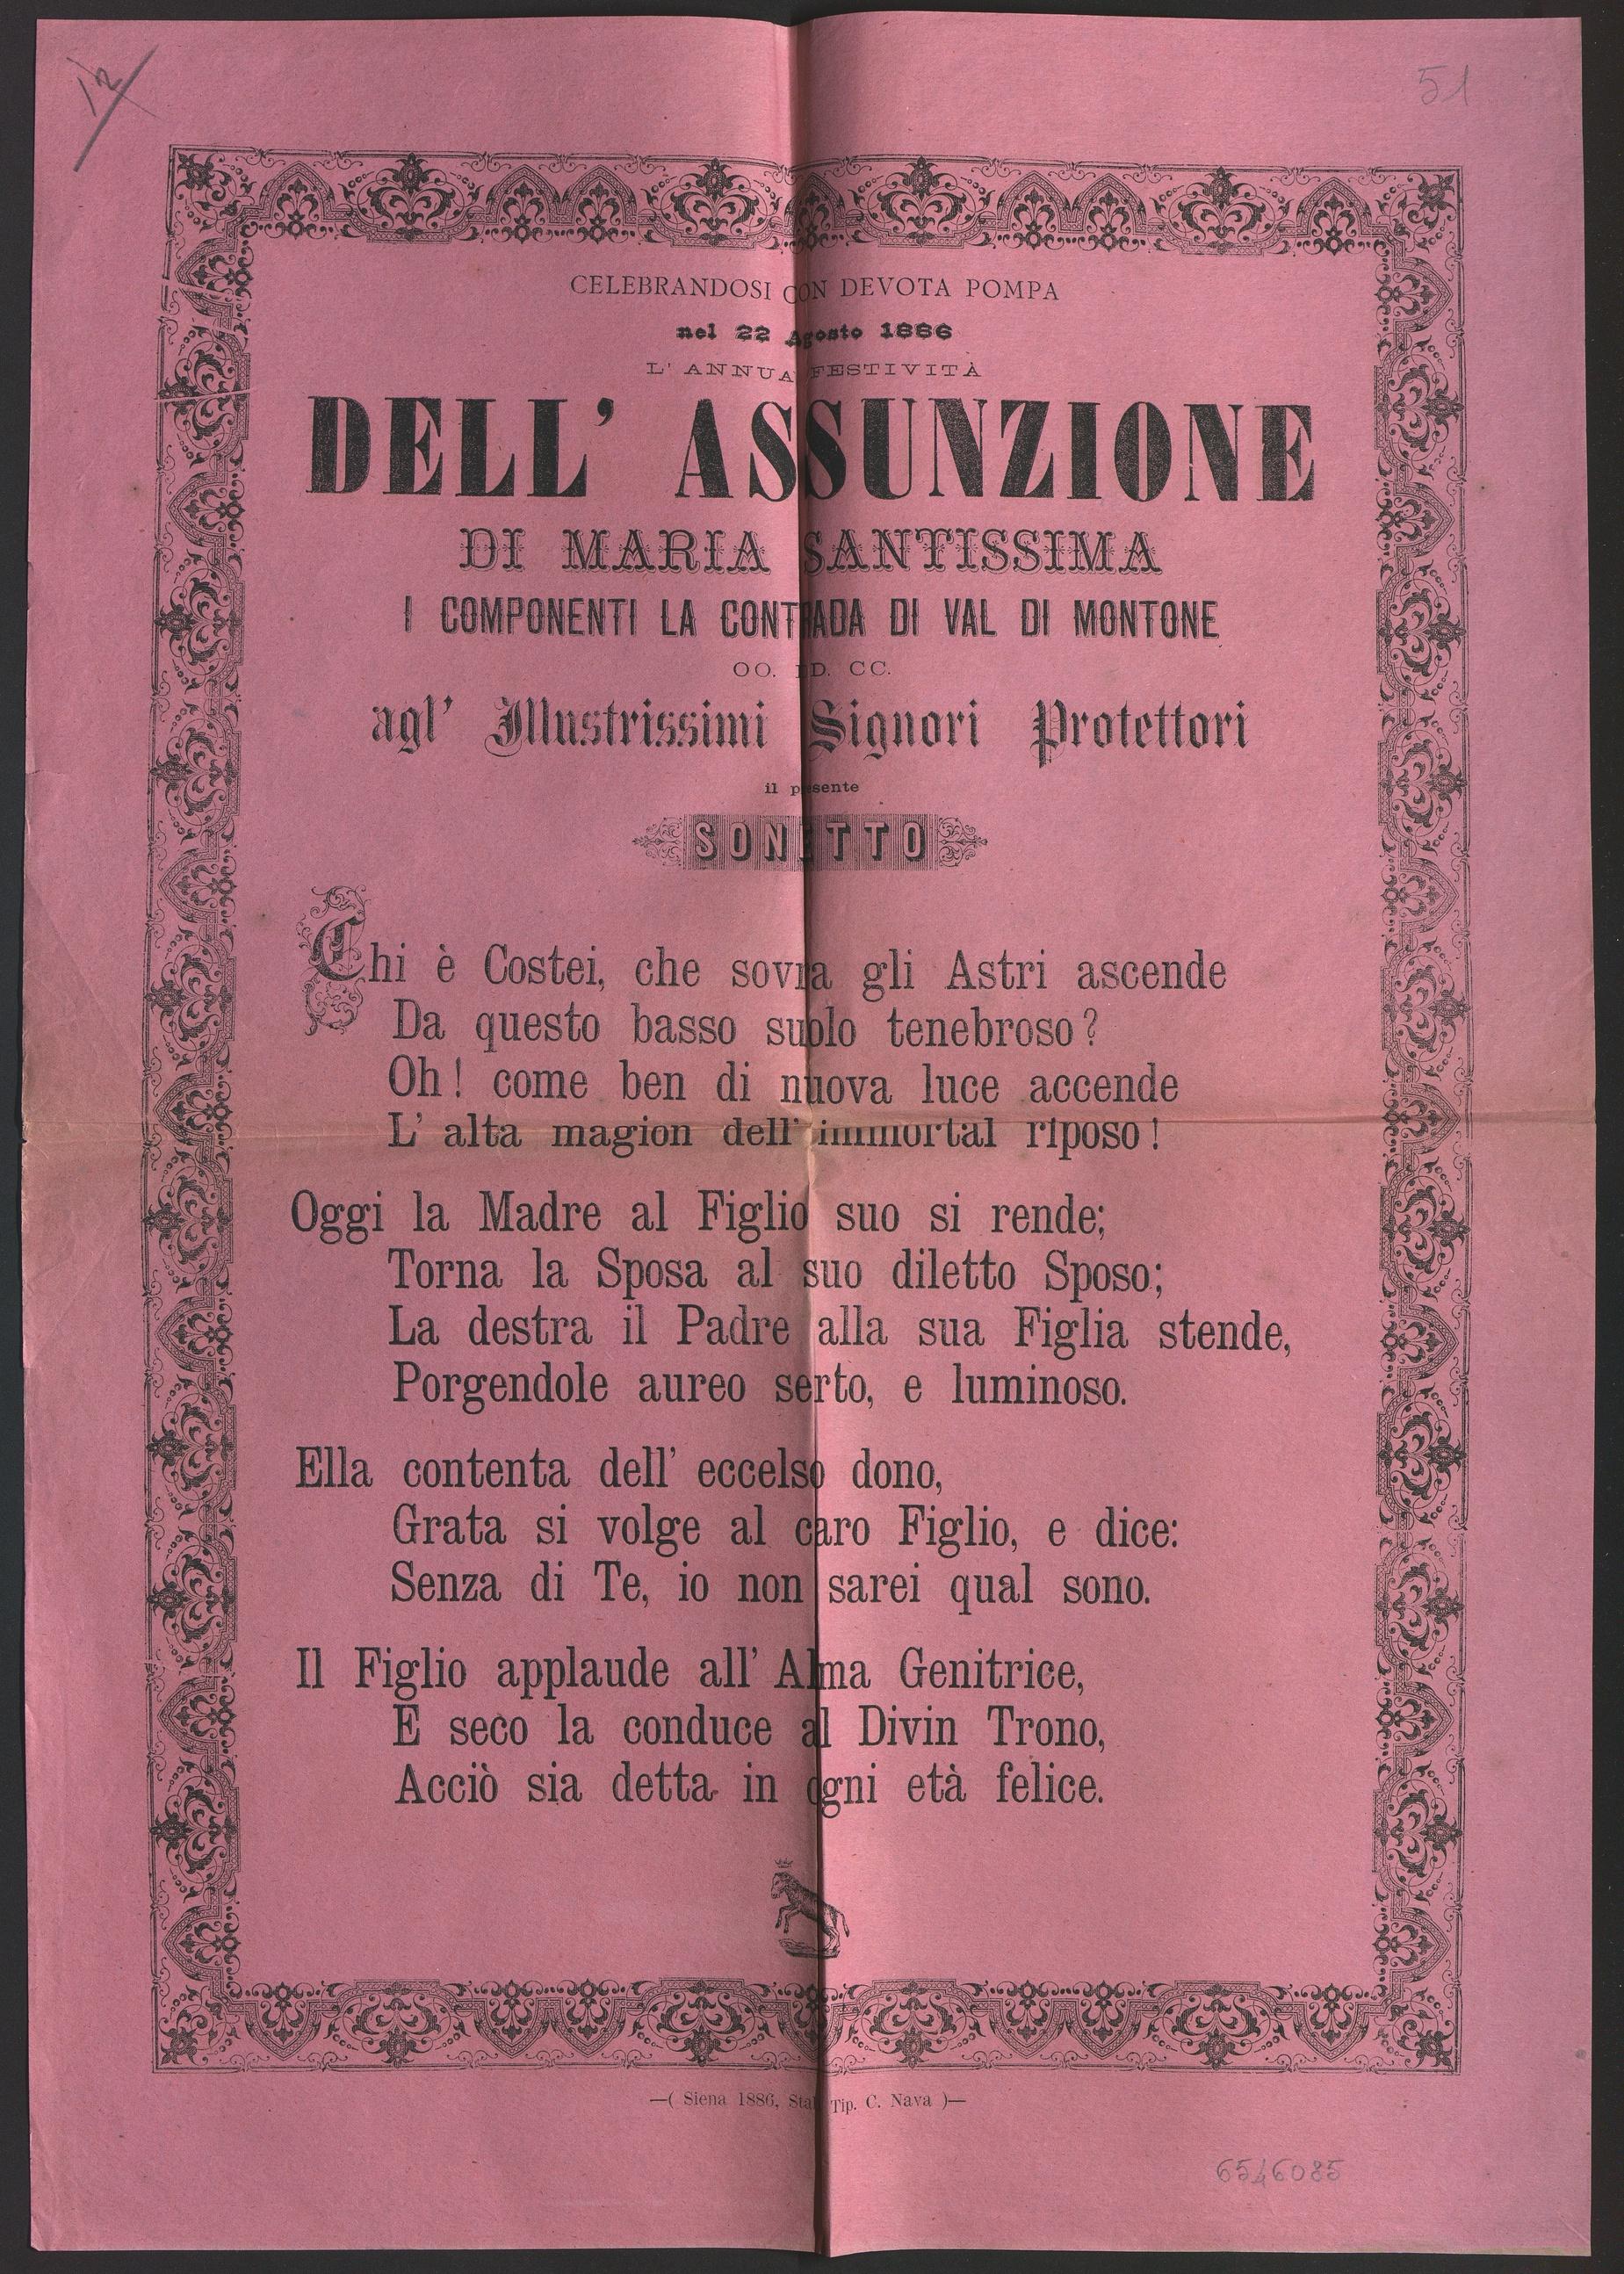 12
51
CELEBRANDOSI CON DEVOTA POMPA
nel 22 Agosto 1886
L' ANNUA FESTIVITÀ
DELL' ASSUNZIONE
DI MARIA SANTISSIMA
I COMPONENTI LA CONTRADA DI VAL DI MONTONE
OO. DD. CC.
agl' Illustrissimi Signori Protettori
il presente
SONETTO
Chi è Costei, che sovra gli Astri ascende
Da questo basso suolo tenebroso?
Oh! come ben di nuova luce accende
L' alta magion dell' immortal riposo!
Oggi la Madre al Figlio suo si rende;
Torna la Sposa al suo diletto Sposo;
La destra il Padre alla sua Figlia stende,
Porgendole aureo serto, e luminoso.
Ella contenta dell' eccelso dono,
Grata si volge al caro Figlio, e dice:
Senza di Te, io non sarei qual sono.
Il Figlio applaude all' Alma Genitrice,
E seco la conduce al Divin Trono,
Acciò sia detta in ogni età felice.
—( Siena 1886, Stab. Tip. C. Nava )—
6546085